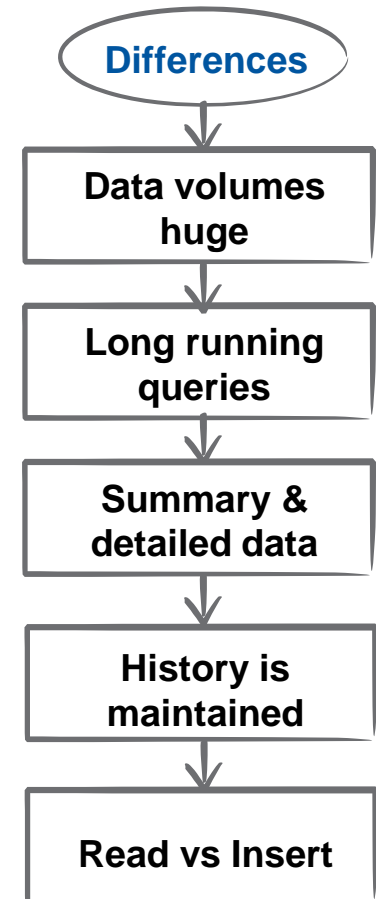 Differences
Data volumes
huge
Long running
queries
Summary &
detailed data
History is
maintained
Read vs Insert